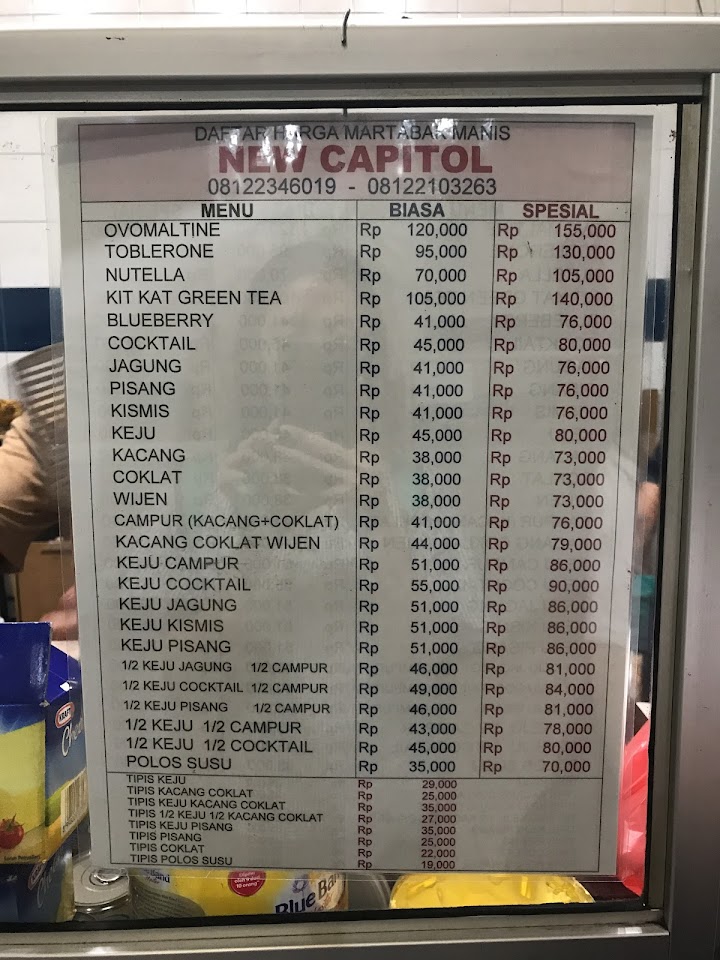 DAFTAR HARGA MARTABAK MANIS
NEW CAPITOL
08122346019 - 08122103263
MENU BIASA SPESIAL
OVOMALTINE Rp 120,000 Rp 155,000
TOBLERONE Rp 95,000 Rp 130,000
NUTELLA Rp 70,000 Rp 105,000
KIT KAT GREEN TEA Rp 105,000 Rp 140,000
BLUEBERRY Rp 41,000 Rp 76,000
COCKTAIL Rp 45,000 Rp 80,000
JAGUNG Rp 41,000 Rp 76,000
PISANG Rp 41,000 Rp 76,000
KISMIS Rp 41,000 Rp 76,000
KEJU Rp 45,000 Rp 80,000
KACANG Rp 38,000 Rp 73,000
COKLAT Rp 38,000 Rp 73,000
WIJEN Rp 38,000 Rp 73,000
CAMPUR (KACANG+COKLAT) Rp 41,000 Rp 76,000
KACANG COKLAT WIJEN Rp 44,000 Rp 79,000
KEJU CAMPUR Rp 51,000 Rp 86,000
KEJU COCKTAIL Rp 55,000 Rp 90,000
KEJU JAGUNG Rp 51,000 Rp 86,000
KEJU KISMIS Rp 51,000 Rp 86,000
KEJU PISANG Rp 51,000 Rp 86,000
1/2 KEJU JAGUNG 1/2 CAMPUR Rp 46,000 Rp 81,000
1/2 KEJU COCKTAIL 1/2 CAMPUR Rp 49,000 Rp 84,000
1/2 KEJU PISANG 1/2 CAMPUR Rp 46,000 Rp 81,000
1/2 KEJU 1/2 CAMPUR Rp 43,000 Rp 78,000
1/2 KEJU 1/2 COCKTAIL Rp 45,000 Rp 80,000
POLOS SUSU Rp 35,000 Rp 70,000
TIPIS KEJU Rp 29,000
TIPIS KACANG COKLAT Rp 25,000
TIPIS KEJU KACANG COKLAT Rp 35,000
TIPIS 1/2 KEJU 1/2 KACANG COKLAT Rp 27,000
TIPIS KEJU PISANG Rp 35,000
TIPIS PISANG Rp 25,000
TIPIS COKLAT Rp 22,000
TIPIS POLOS SUSU Rp 19,000
KRAFT
Blue Ba